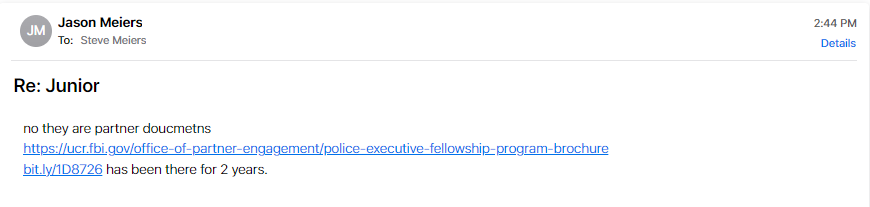 JM
Jason Meiers
2:44 PM
To: Steve Meiers
Details
Re: Junior
no they are partner doucmetns
https://ucr.fbi.gov/office-of-partner-engagement/police-executive-fellowship-program-brochure
bit.ly/1D8726 has been there for 2 years.